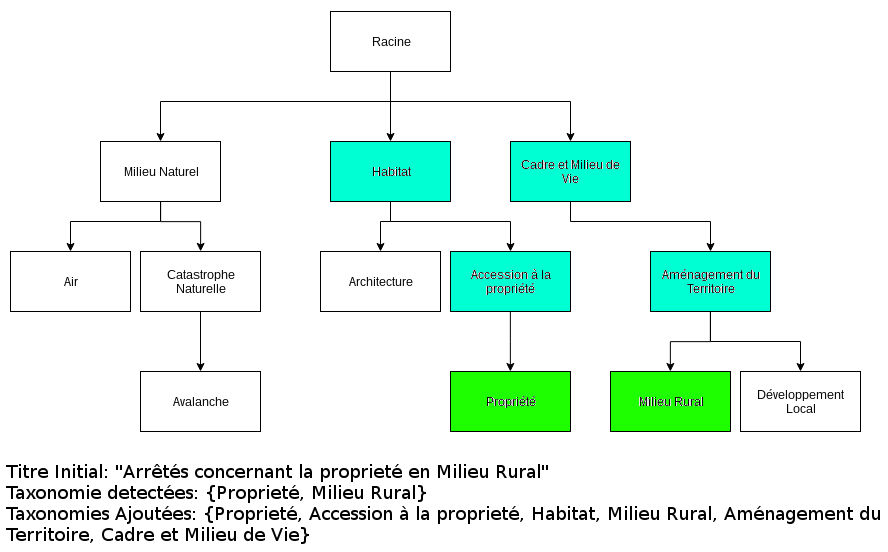 Racine
Milieu Naturel
Habitat
Cadre et Milieu de
Vie
Air
Catastrophe
Naturelle
Architecture
Accession à la
propriété
Aménagement du
Territoire
Avalanche
Propriété
Milieu Rural
Développement
Local
Titre Initial: "Arrêtés concernant la proprieté en Milieu Rural"
Taxonomie detectées: {Proprieté, Milieu Rural}
Taxonomies Ajoutées: {Proprieté, Accession à la proprieté, Habitat, Milieu Rural, Aménagement du
Territoire, Cadre et Milieu de Vie}